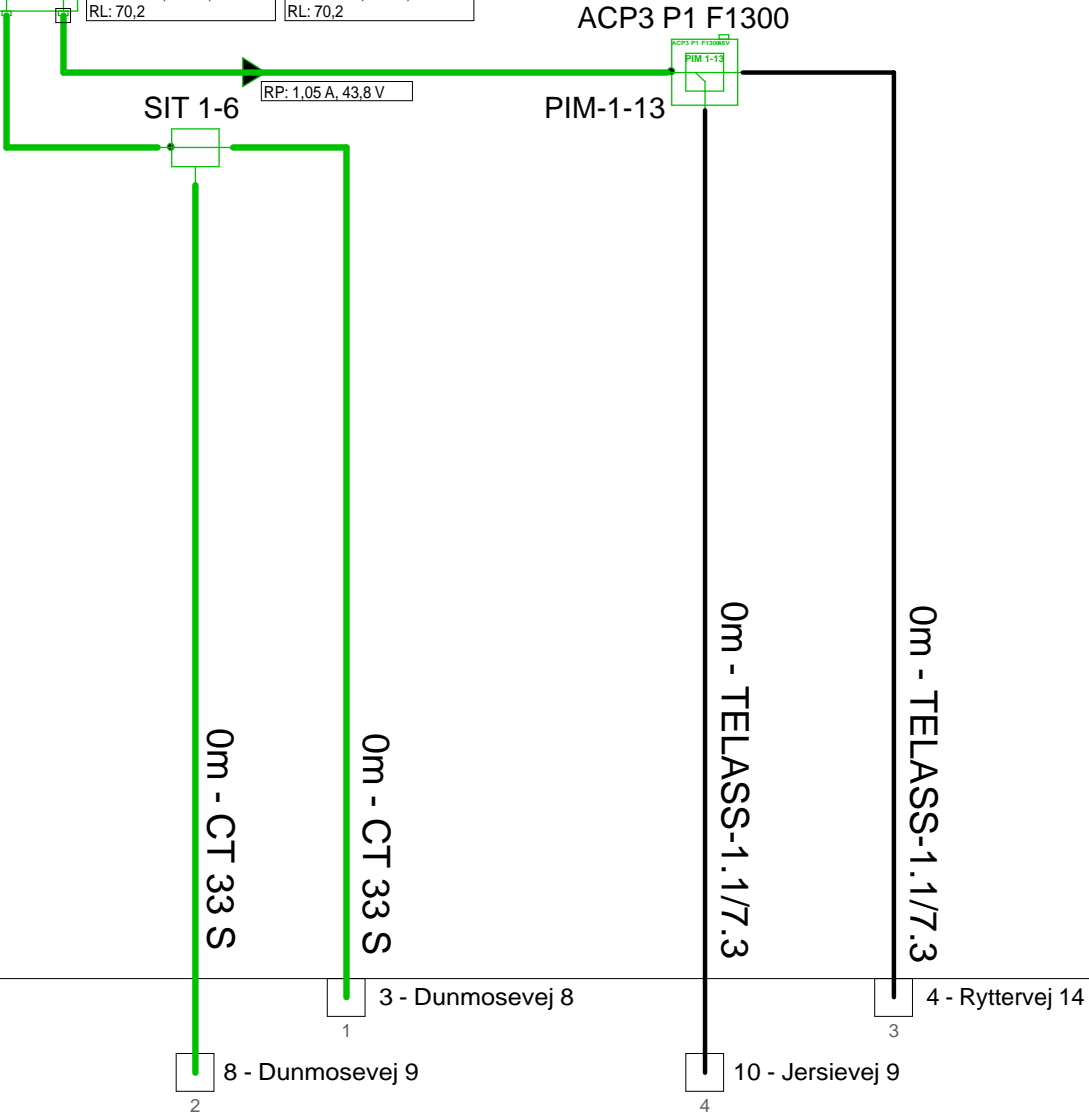 RL: 70,2
RL: 70,2
ACP3 P1 F1300
PIM 1-13
RP: 1,05 A, 43,8 V
SIT 1-6
PIM-1-13
0m - CT 33 S
0m - CT 33 S
0m - TELASS-1.1/7.3
0m - TELASS-1.1/7.3
3 - Dunmosevej 8
1
4 - Ryttervej 14
3
8 - Dunmosevej 9
2
10 - Jersievej 9
4